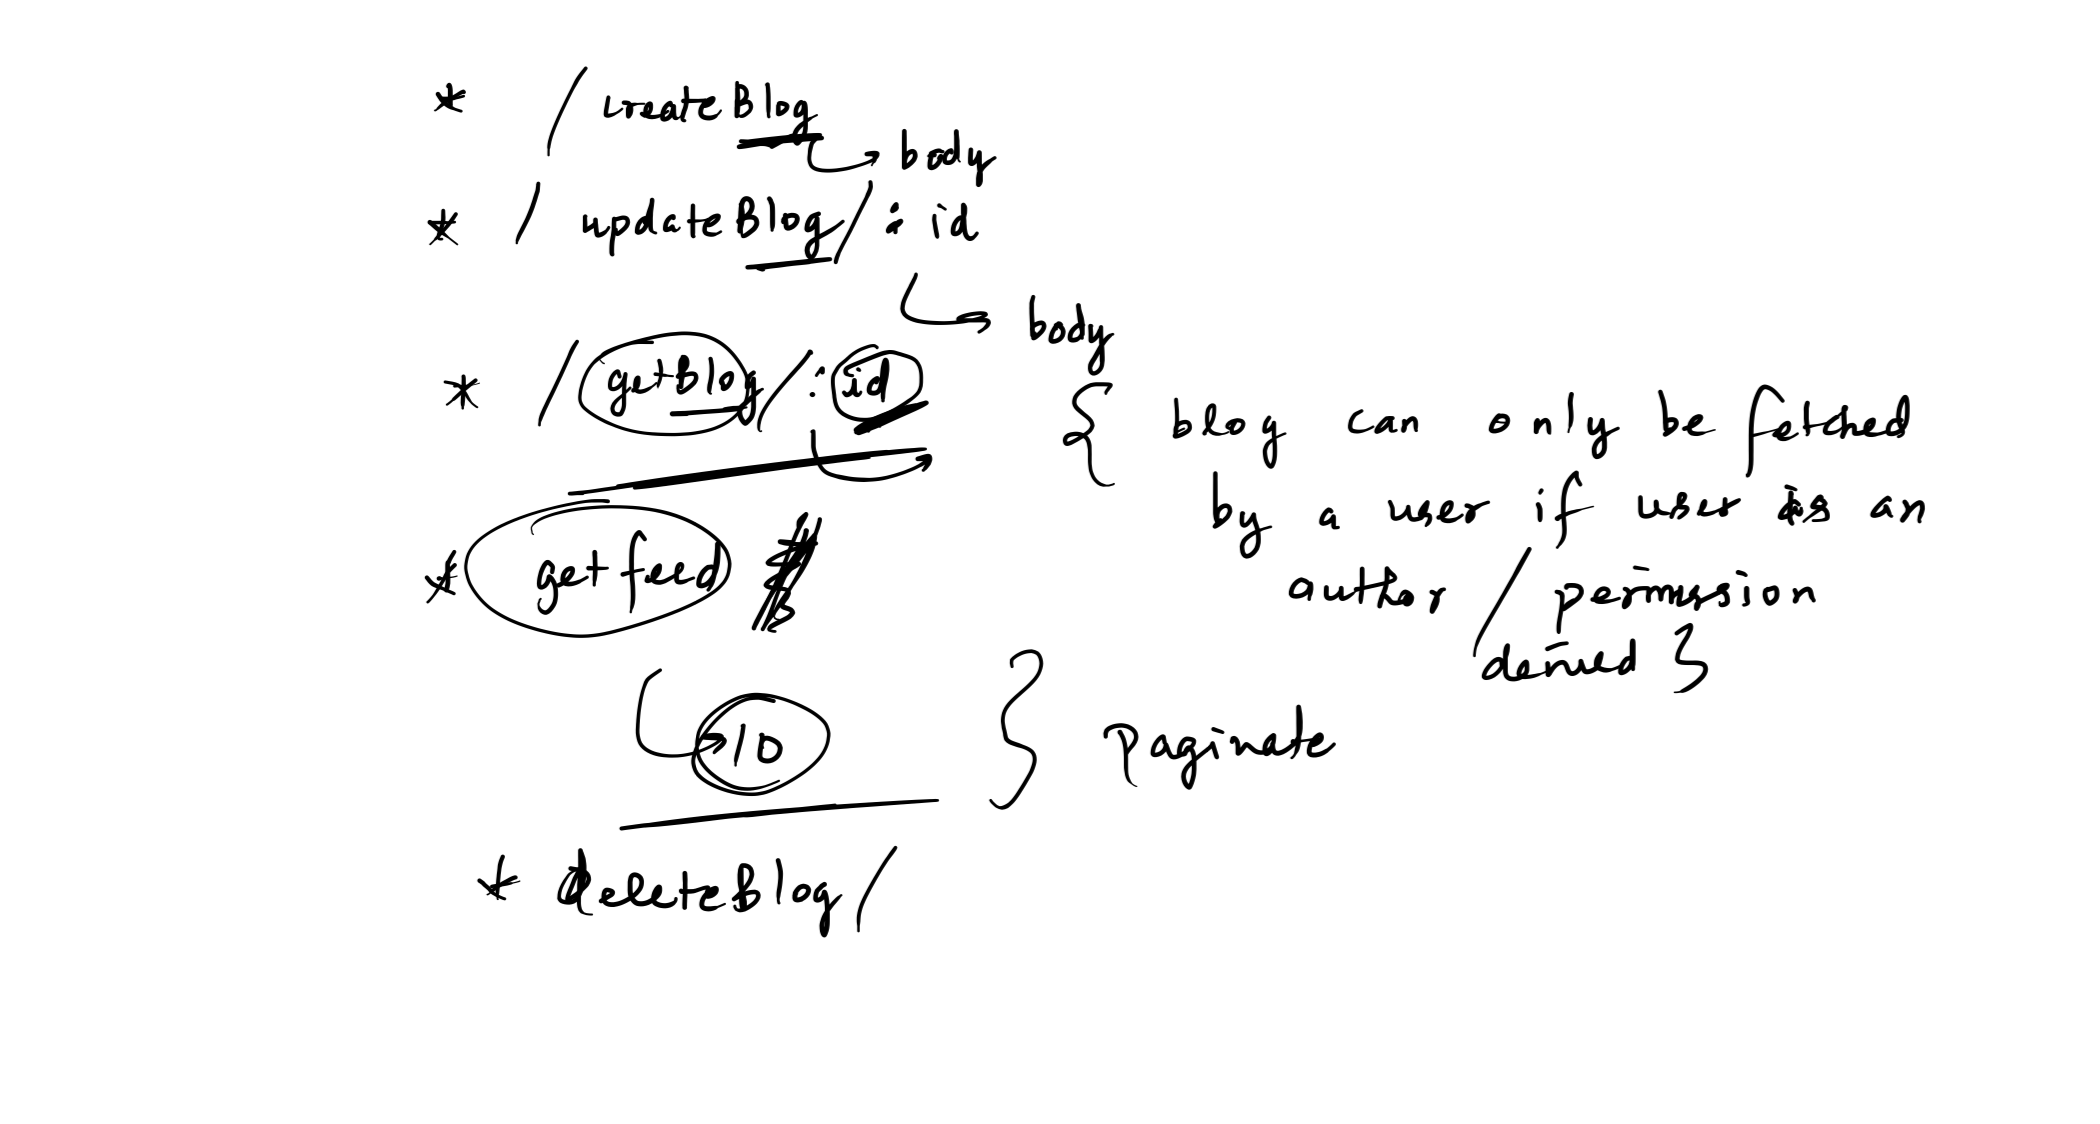 * /createBlog
body
* /updateBlog/:id
body
* /getBlog/:id
{ blog can only be fetched
by a user if user is an
author / permission
denied }
* getfeed
10 } paginate
* deleteBlog/